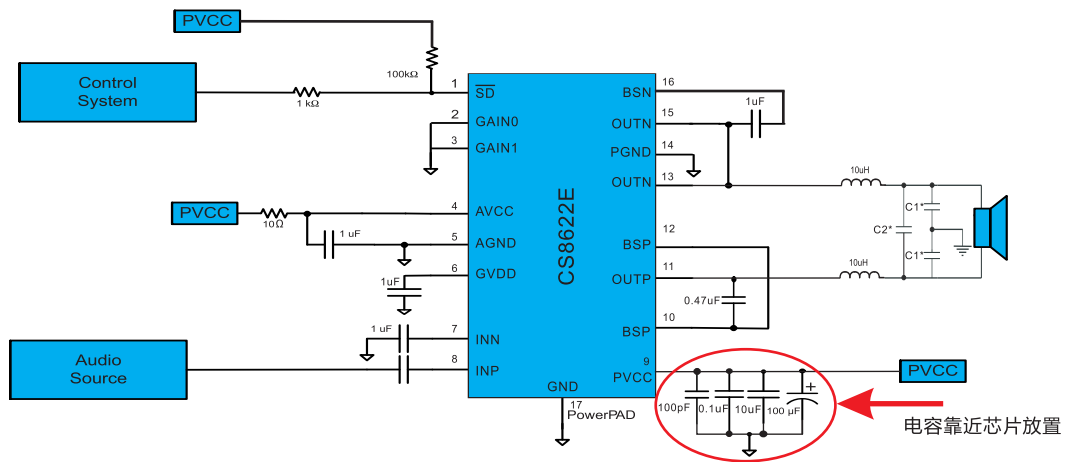 PVCC
100kΩ
Control
System
1 kΩ
1
SD
2
GAIN0
3
GAIN1
PVCC
10Ω
4
AVCC
1 uF
5
AGND
6
GVDD
1uF
1 uF
7
INN
8
INP
Audio
Source
CS8622E
GND
17
PowerPAD
16
BSN
1uF
15
OUTN
14
PGND
13
OUTN
10uH
C1*
C2*
C1*
12
BSP
10uH
11
OUTP
0.47uF
10
BSP
9
PVCC
PVCC
100pF
0.1uF
10uF
+
100 µF
电容靠近芯片放置